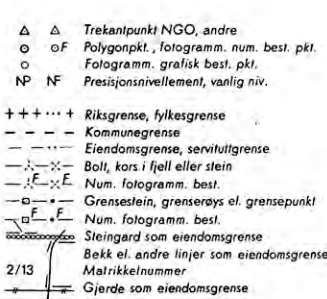 Trekantpunkt NGO, andre
F Polygonpkt., fotogramm. num. best. pkt.
Fotogramm. grafisk best. pkt.
NP NF Presisjonsnivellement, vanlig niv.
+ + + ··· + Riksgrense, fylkesgrense
Kommunegrense
Eiendomsgrense, servituttgrense
Bolt, kors i fjell eller stein
F F Num. fotogramm. best.
Grensestein, grenserøys el. grensepunkt
F F Num. fotogramm. best.
Steingard som eiendomsgrense
Bekk el. andre linjer som eiendomsgrense
2/13 Matrikkelnummer
Gjerde som eiendomsgrense